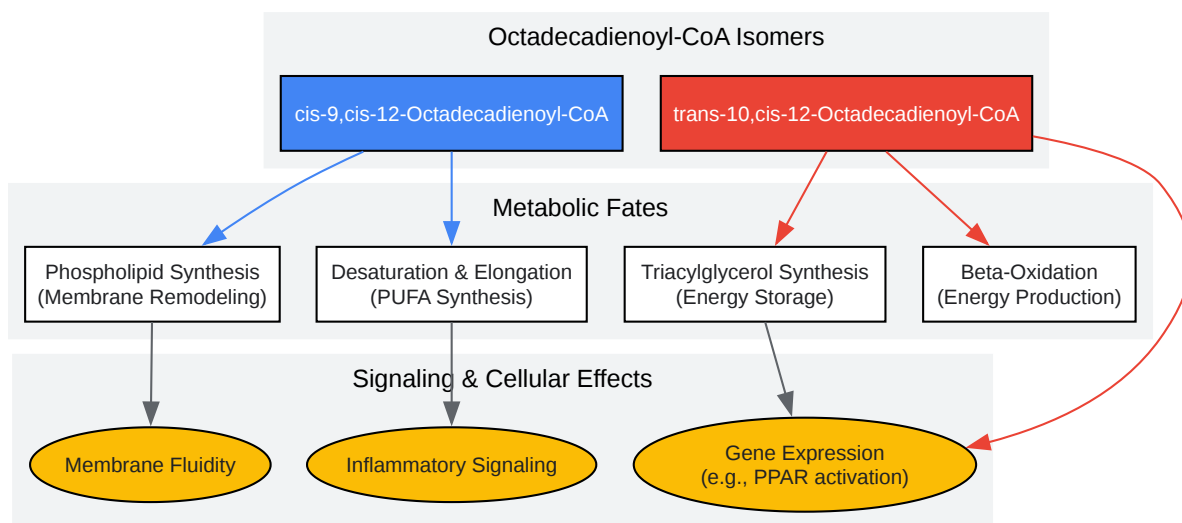 Octadecadienoyl-CoA Isomers
cis-9,cis-12-Octadecadienoyl-CoA
trans-10,cis-12-Octadecadienoyl-CoA
Metabolic Fates
Phospholipid Synthesis
(Membrane Remodeling)
Desaturation & Elongation
(PUFA Synthesis)
Triacylglycerol Synthesis
(Energy Storage)
Beta-Oxidation
(Energy Production)
Signaling & Cellular Effects
Membrane Fluidity
Inflammatory Signaling
Gene Expression
(e.g., PPAR activation)